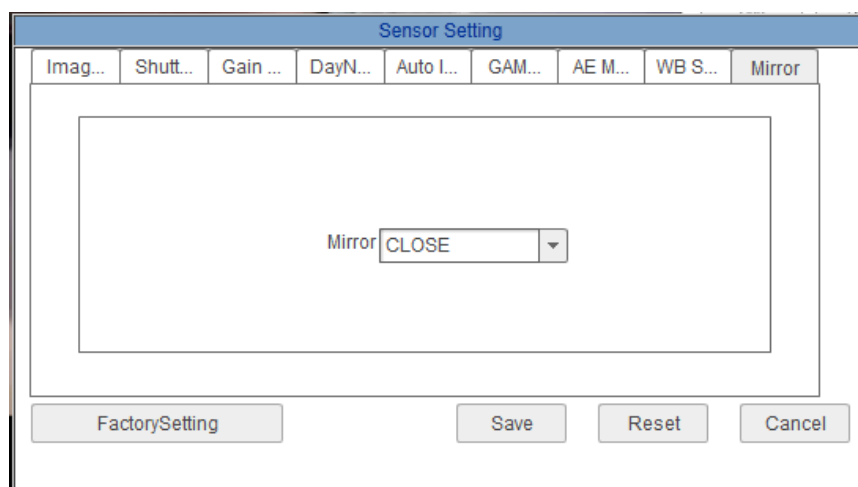 Sensor Setting
Imag... Shutt... Gain ... DayN... Auto I... GAM... AE M... WB S... Mirror
Mirror CLOSE
FactorySetting Save Reset Cancel